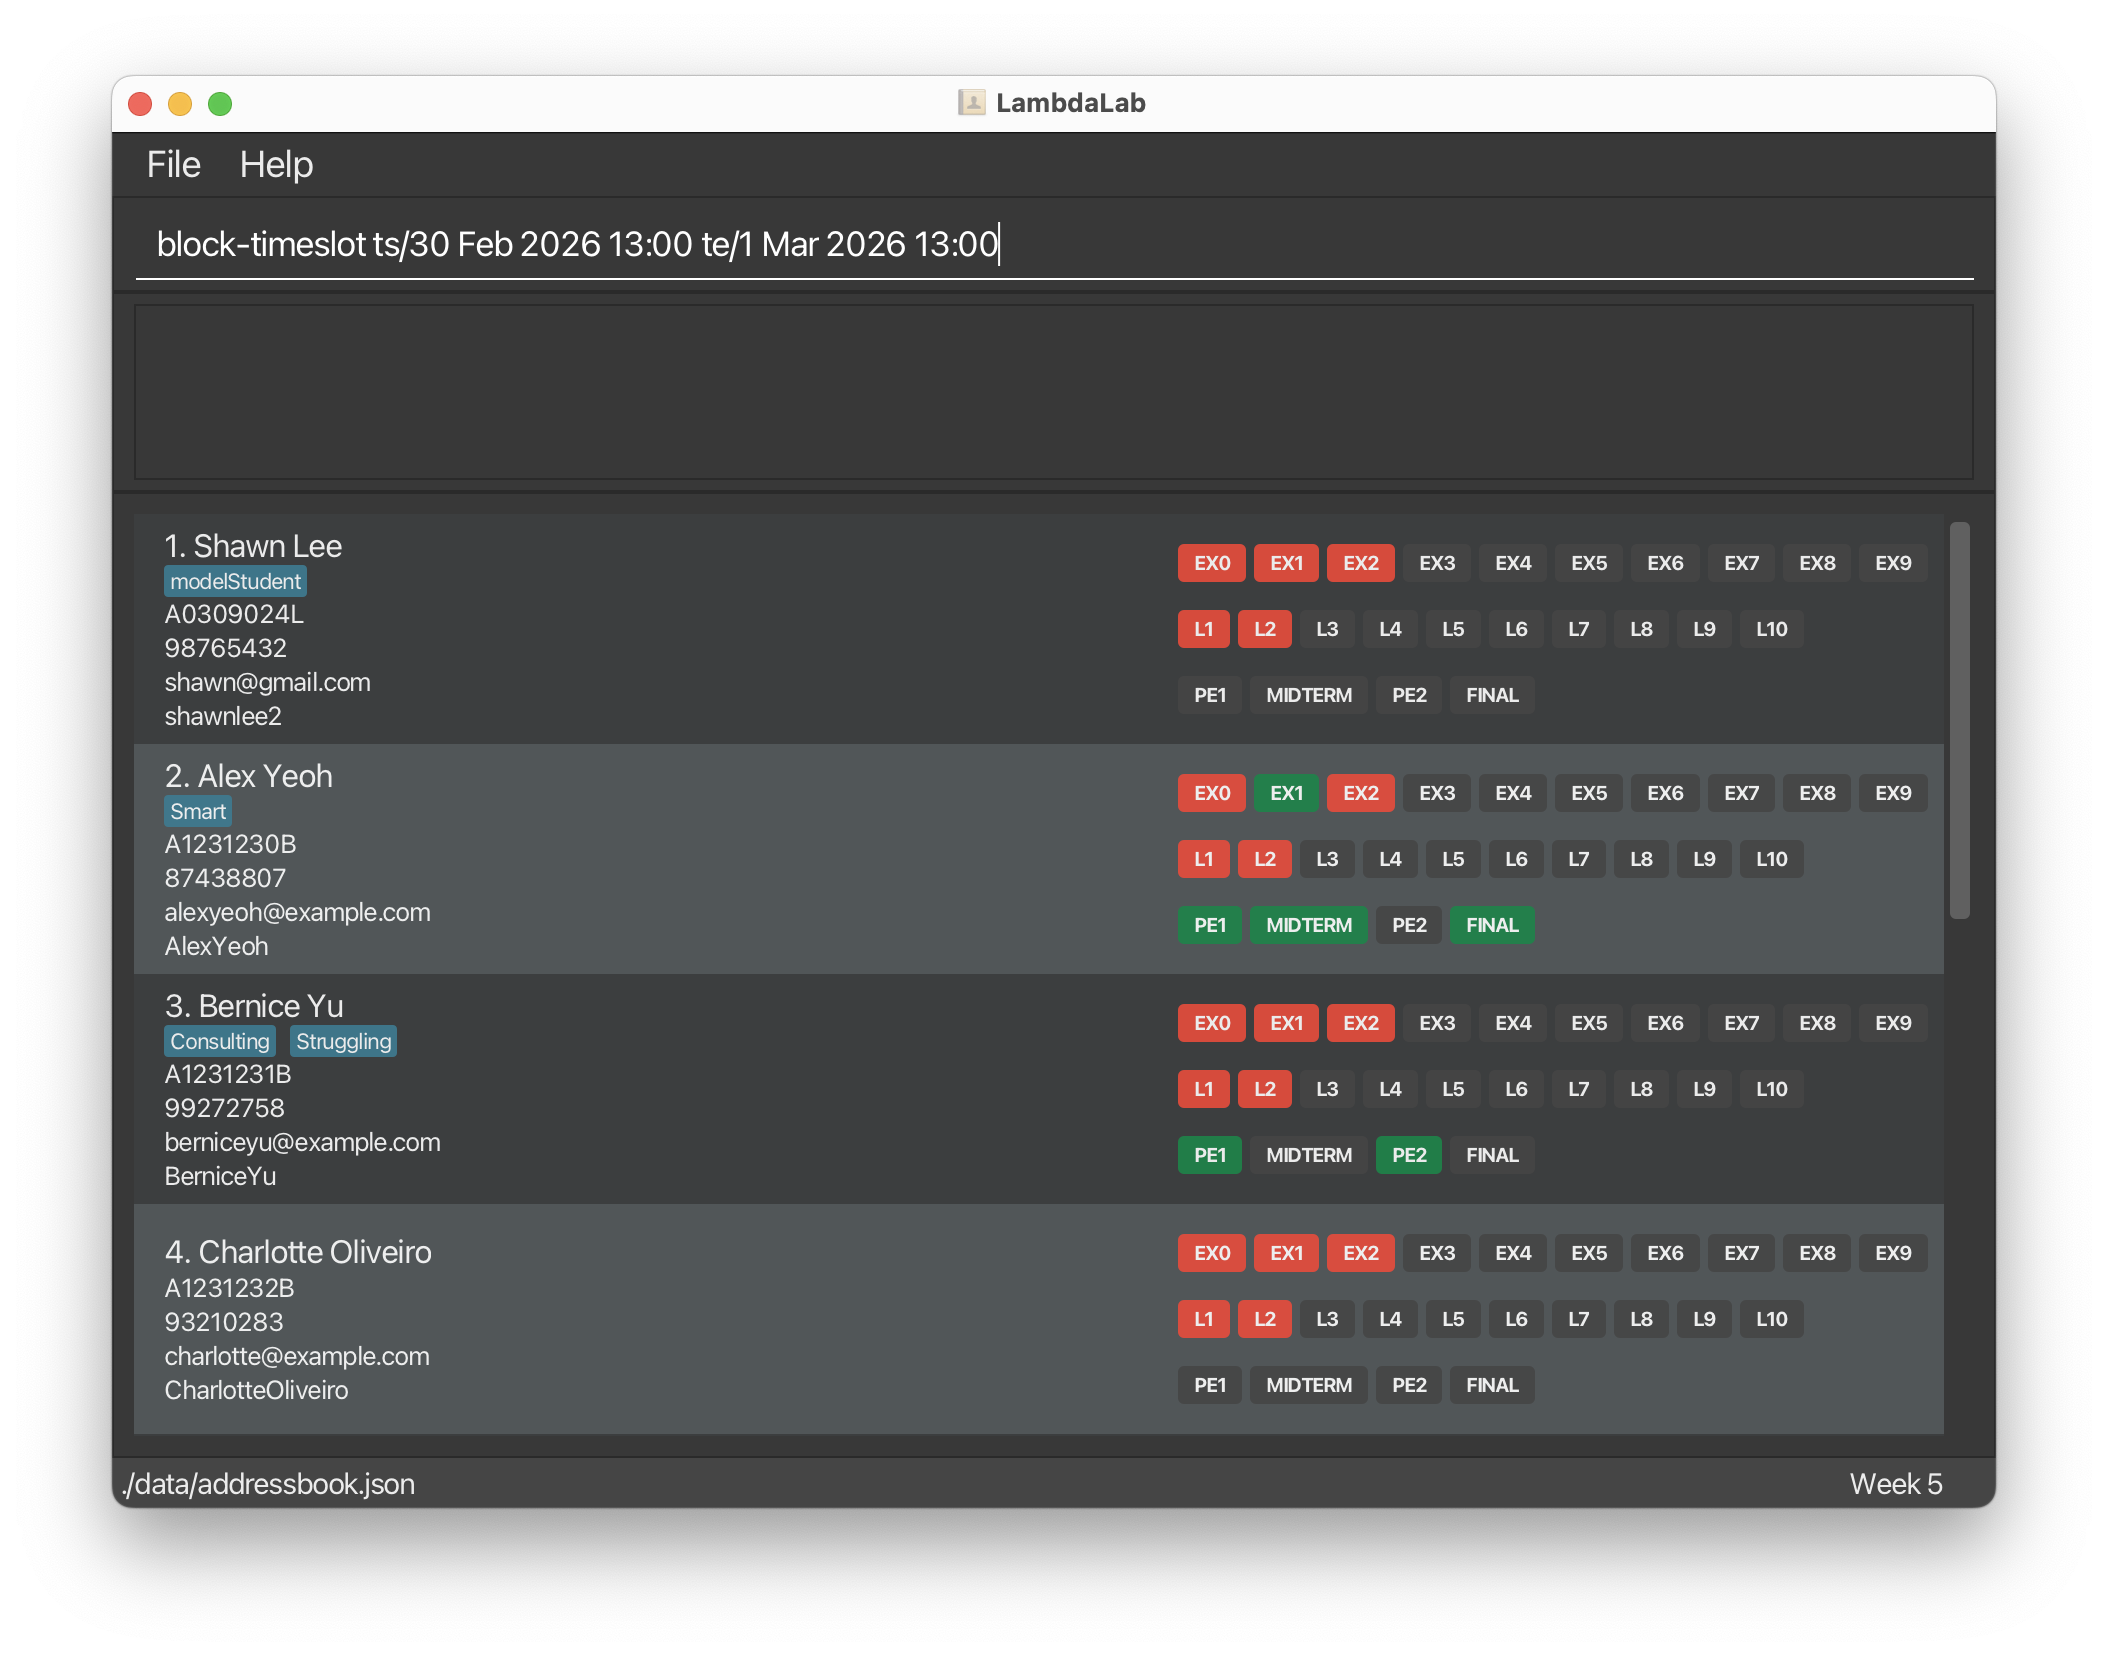 LambdaLab
File Help
block-timeslot ts/30 Feb 2026 13:00 te/1 Mar 2026 13:00
1. Shawn Lee
modelStudent
A0309024L
98765432
shawn@gmail.com
shawnlee2
EX0 EX1 EX2 EX3 EX4 EX5 EX6 EX7 EX8 EX9
L1 L2 L3 L4 L5 L6 L7 L8 L9 L10
PE1 MIDTERM PE2 FINAL
2. Alex Yeoh
Smart
A1231230B
87438807
alexyeoh@example.com
AlexYeoh
EX0 EX1 EX2 EX3 EX4 EX5 EX6 EX7 EX8 EX9
L1 L2 L3 L4 L5 L6 L7 L8 L9 L10
PE1 MIDTERM PE2 FINAL
3. Bernice Yu
Consulting Struggling
A1231231B
99272758
berniceyu@example.com
BerniceYu
EX0 EX1 EX2 EX3 EX4 EX5 EX6 EX7 EX8 EX9
L1 L2 L3 L4 L5 L6 L7 L8 L9 L10
PE1 MIDTERM PE2 FINAL
4. Charlotte Oliveiro
A1231232B
93210283
charlotte@example.com
CharlotteOliveiro
EX0 EX1 EX2 EX3 EX4 EX5 EX6 EX7 EX8 EX9
L1 L2 L3 L4 L5 L6 L7 L8 L9 L10
PE1 MIDTERM PE2 FINAL
./data/addressbook.json
Week 5